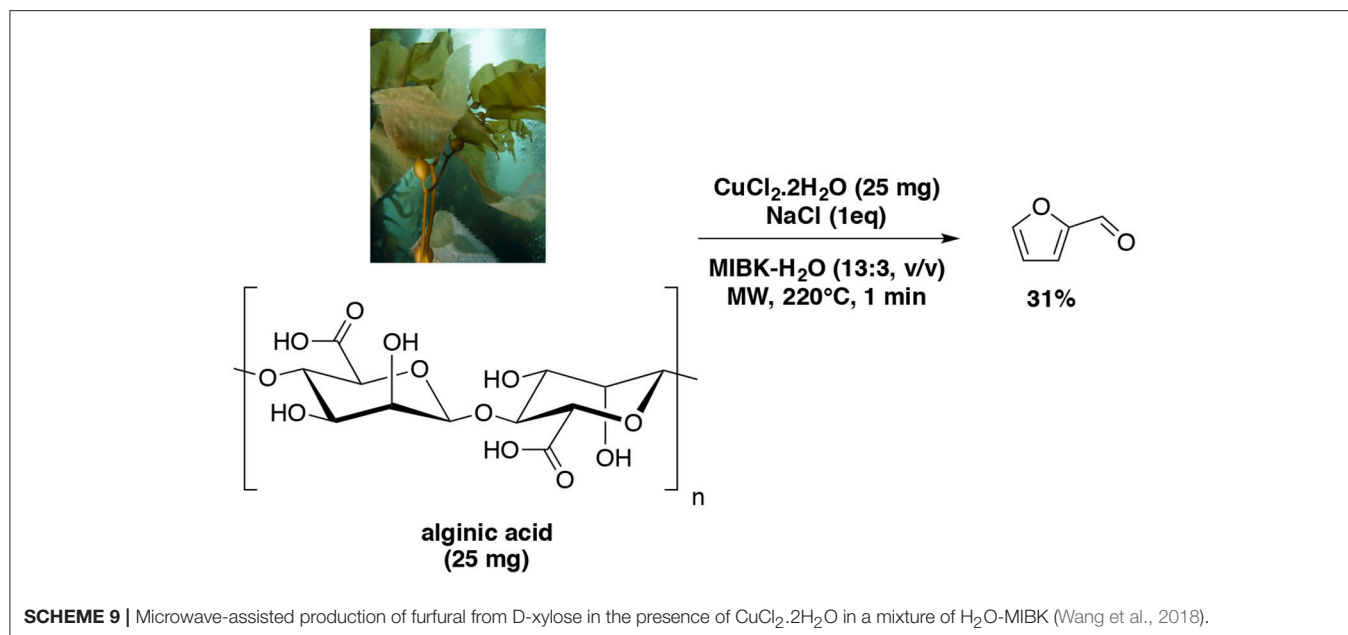 CuCl₂.2H₂O (25 mg)
NaCl (1eq)
MIBK-H₂O (13:3, v/v)
MW, 220°C, 1 min
O
O
31%
O
HO
OH
O
O
HO
O
HO
O
HO
O
OH
n
alginic acid
(25 mg)
SCHEME 9 | Microwave-assisted production of furfural from D-xylose in the presence of CuCl₂.2H₂O in a mixture of H₂O-MIBK (Wang et al., 2018).